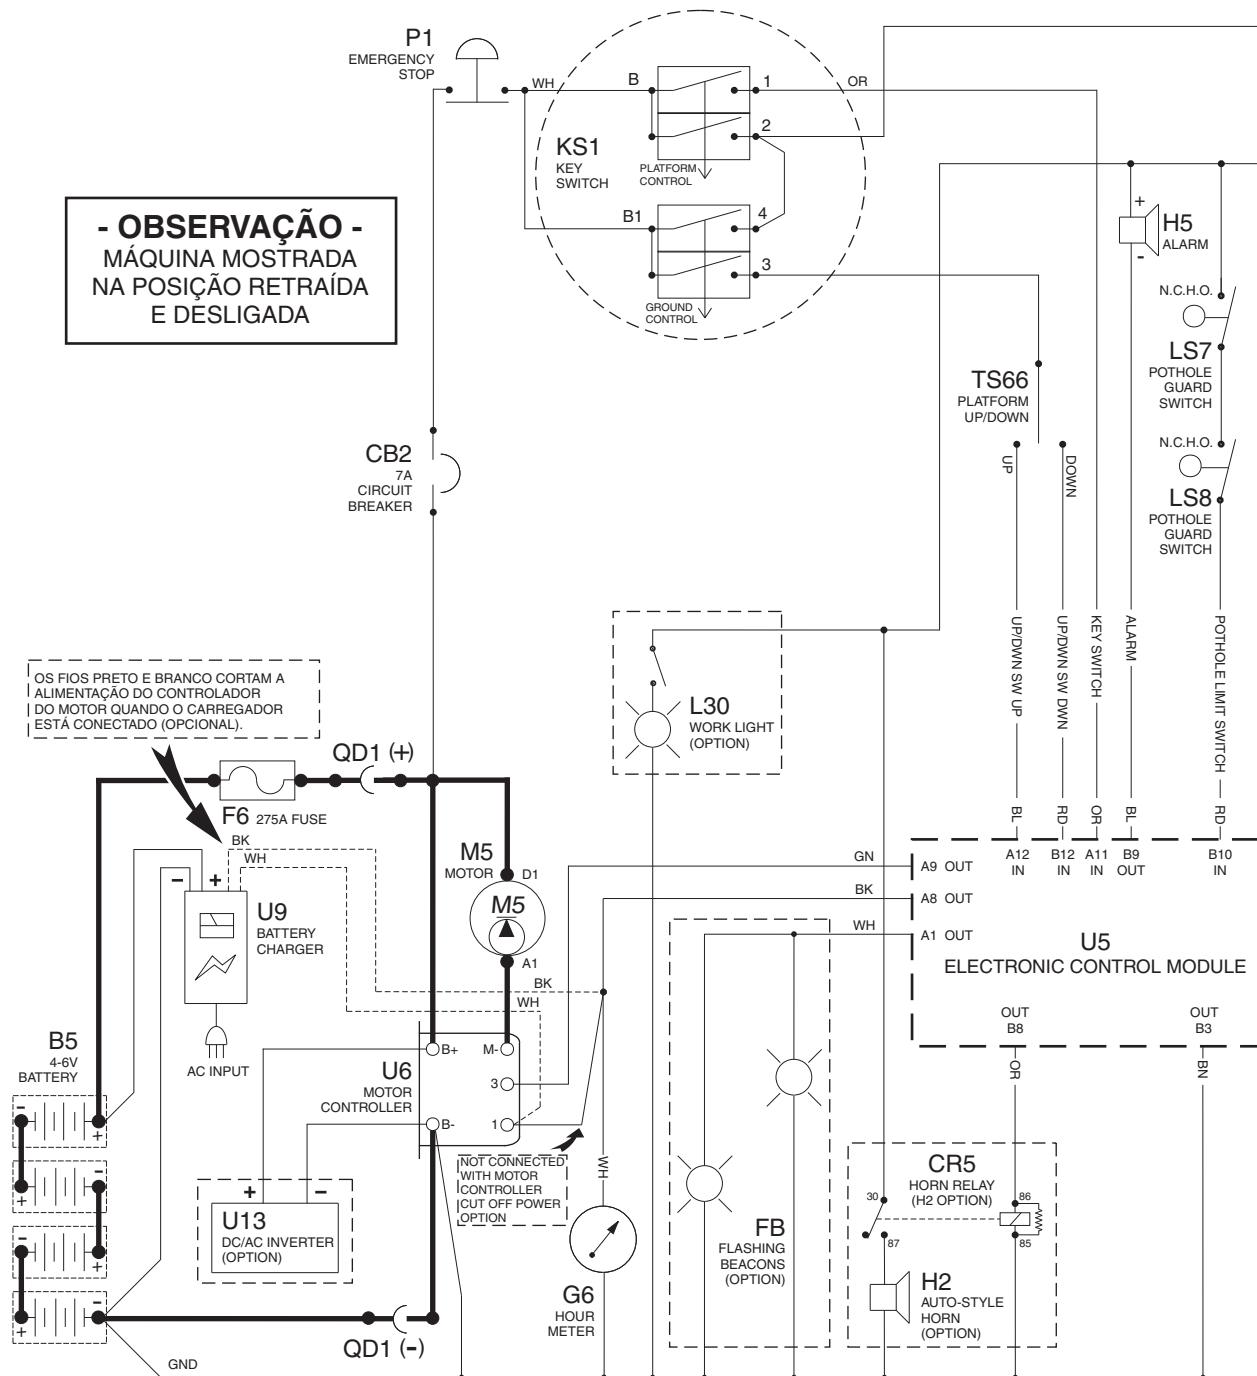 P1
EMERGENCY
STOP
WH
B
1
OR
2
KS1
KEY
SWITCH
PLATFORM
CONTROL
B1
4
3
GROUND
CONTROL
- OBSERVAÇÃO -
MÁQUINA MOSTRADA
NA POSIÇÃO RETRAÍDA
E DESLIGADA
+
H5
ALARM
-
N.C.H.O.
LS7
POTHOLE
GUARD
SWITCH
TS66
PLATFORM
UP/DOWN
UP
DOWN
N.C.H.O.
LS8
POTHOLE
GUARD
SWITCH
CB2
7A
CIRCUIT
BREAKER
UP/DWN SW UP
UP/DWN SW DWN
KEY SWITCH
ALARM
POTHOLE LIMIT SWITCH
BL
RD
OR
BL
RD
OS FIOS PRETO E BRANCO CORTAM A
ALIMENTAÇÃO DO CONTROLADOR
DO MOTOR QUANDO O CARREGADOR
ESTÁ CONECTADO (OPCIONAL).
L30
WORK LIGHT
(OPTION)
QD1 (+)
F6 275A FUSE
BK
WH
- +
U9
BATTERY
CHARGER
AC INPUT
M5
MOTOR
D1
M5
A1
BK
WH
GN
BK
WH
A9 OUT
A8 OUT
A1 OUT
A12
IN
B12
IN
A11
IN
B9
OUT
B10
IN
U5
ELECTRONIC CONTROL MODULE
OUT
B8
OUT
B3
OR
BN
B5
4-6V
BATTERY
-
+
-
+
-
+
-
+
U6
MOTOR
CONTROLLER
B+
M-
3
B-
1
NOT CONNECTED
WITH MOTOR
CONTROLLER
CUT OFF POWER
OPTION
+ -
U13
DC/AC INVERTER
(OPTION)
WH
G6
HOUR
METER
FB
FLASHING
BEACONS
(OPTION)
CR5
HORN RELAY
(H2 OPTION)
30
87
86
85
H2
AUTO-STYLE
HORN
(OPTION)
QD1 (-)
GND